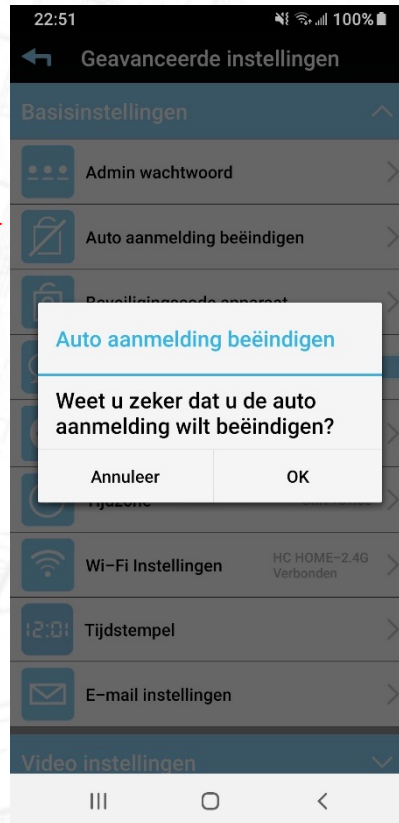 22:51
100%
Geavanceerde instellingen
Basisinstellingen
Admin wachtwoord
Auto aanmelding beëindigen
Auto aanmelding beëindigen
Weet u zeker dat u de auto
aanmelding wilt beëindigen?
Annuleer OK
Wi-Fi Instellingen HC HOME-2.4G
Verbonden
12:01 Tijdstempel
E-mail instellingen
Video instellingen